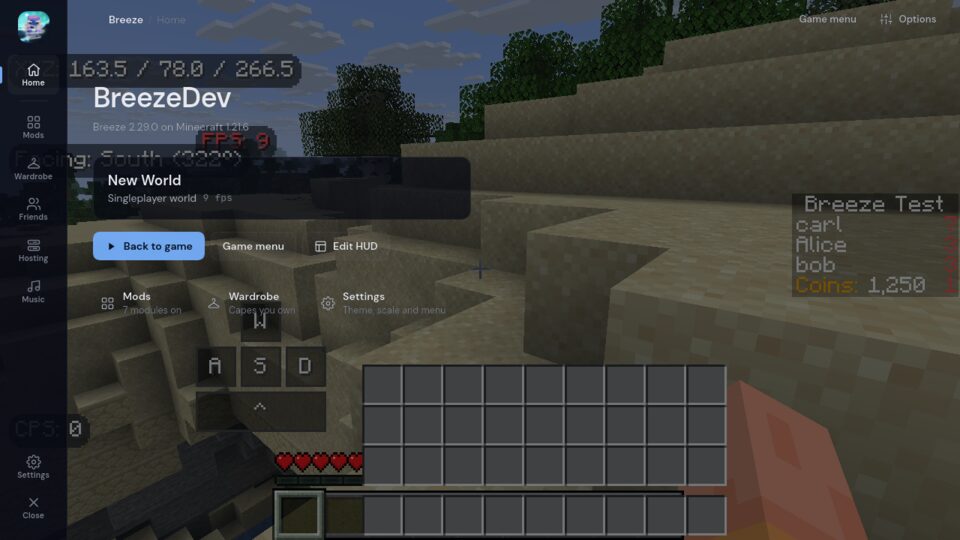 Breeze / Home
Game menu
Options
Home
163.5 / 78.0 / 266.5
BreezeDev
Breeze 2.29.0 on Minecraft 1.21.6
FPS 9
Mods
Facing: South (322°)
Wardrobe
New World
Singleplayer world 9 fps
Friends
Breeze Test
carl
Alice
bob
Coins: 1,250
Hosting
Back to game
Game menu
Edit HUD
Music
Mods
7 modules on
Wardrobe
Capes you own
Settings
Theme, scale and menu
W
A
S
D
^
CPS: 0
Settings
Close